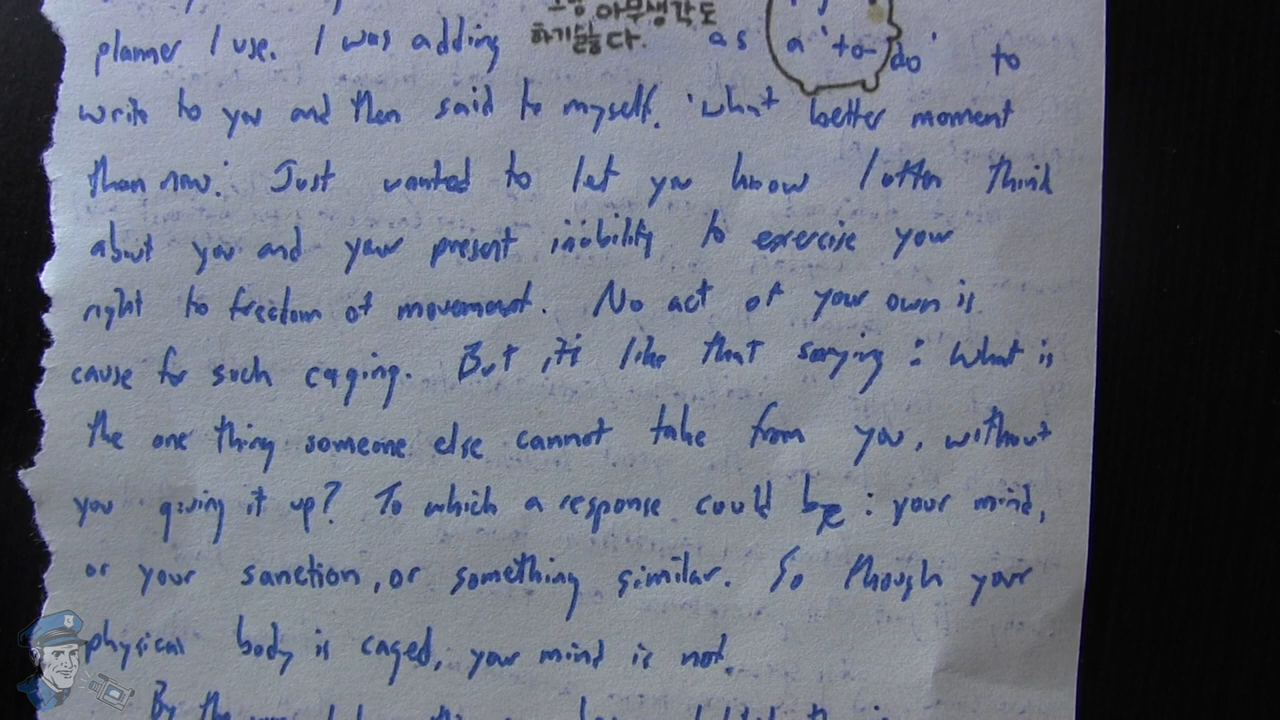 그냥 아무생각도
하기싫다.
planner I use. I was adding as a 'to-do' to
write to you and then said to myself, 'what better moment
than now.' Just wanted to let you know I often think
about you and your present inability to exercise your
right to freedom of movement. No act of your own is
cause for such caging. But, it's like that saying: What is
the one thing someone else cannot take from you, without
you giving it up? To which a response could be: your mind,
or your sanction, or something similar. So though your
physical body is caged, your mind is not.
By the way,